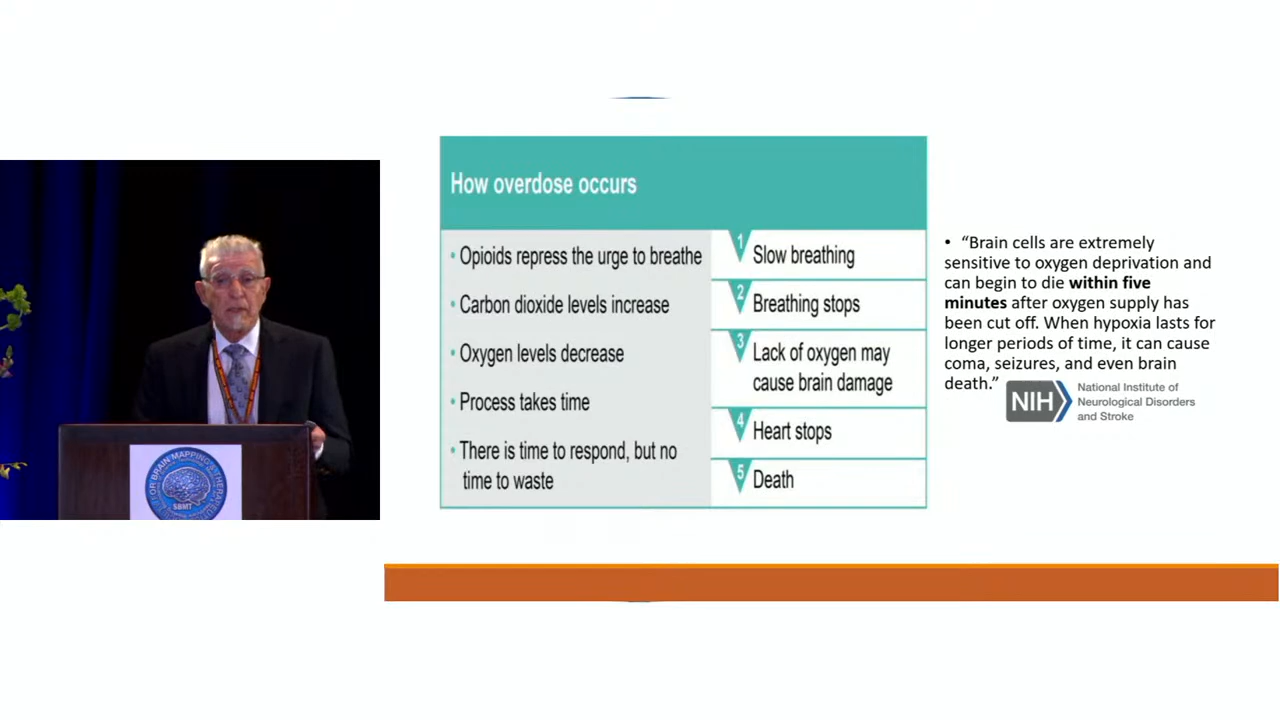 How overdose occurs
• Opioids repress the urge to breathe
• Carbon dioxide levels increase
• Oxygen levels decrease
• Process takes time
• There is time to respond, but no
time to waste
1 Slow breathing
2 Breathing stops
3 Lack of oxygen may
cause brain damage
4 Heart stops
5 Death
• “Brain cells are extremely
sensitive to oxygen deprivation and
can begin to die within five
minutes after oxygen supply has
been cut off. When hypoxia lasts for
longer periods of time, it can cause
coma, seizures, and even brain
death.”
NIH
National Institute of
Neurological Disorders
and Stroke
BRAIN MAPPING
SBMT